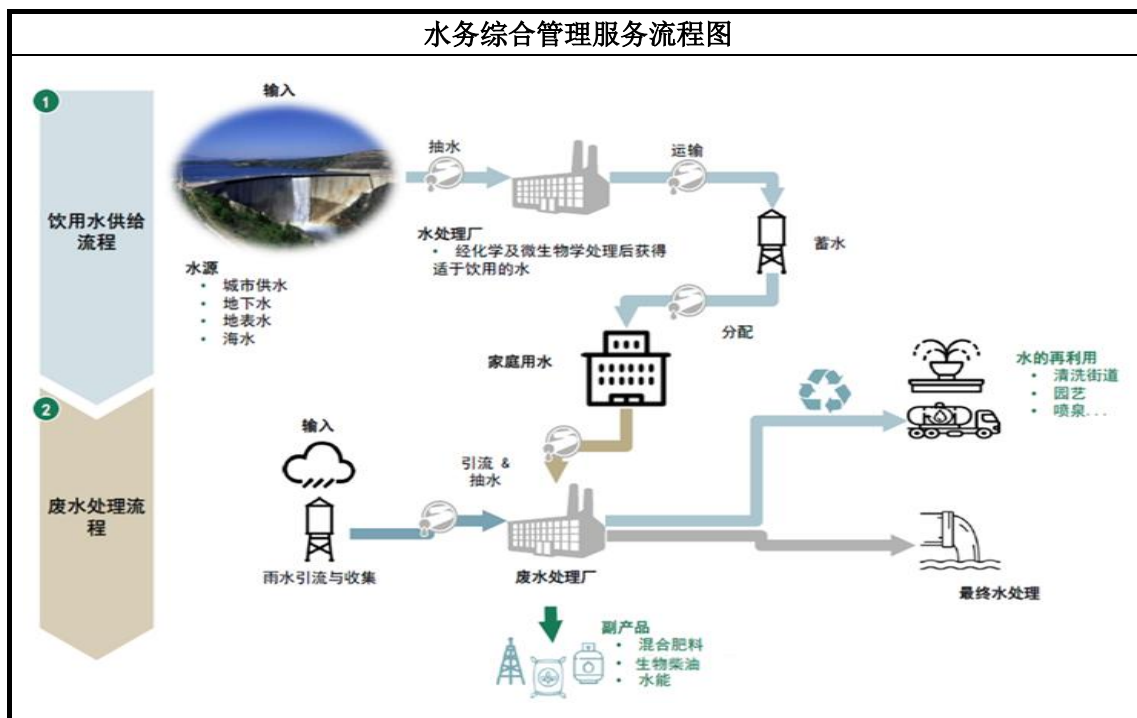 水务综合管理服务流程图
1
输入
抽水
运输
饮用水供给
流程
水处理厂
• 经化学及微生物学处理后获得
适于饮用的水
蓄水
水源
• 城市供水
• 地下水
• 地表水
• 海水
分配
家庭用水
水的再利用
• 清洗街道
• 园艺
• 喷泉...
2
输入
引流 &
抽水
废水处理流
程
雨水引流与收集
废水处理厂
最终水处理
副产品
• 混合肥料
• 生物柴油
• 水能